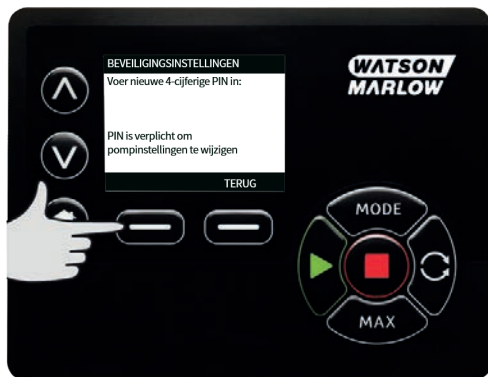 BEVEILIGINGSINSTELLINGEN
Voer nieuwe 4-cijferige PIN in:
PIN is verplicht om
pompinstellingen te wijzigen
TERUG
WATSON
MARLOW
MODE
MAX